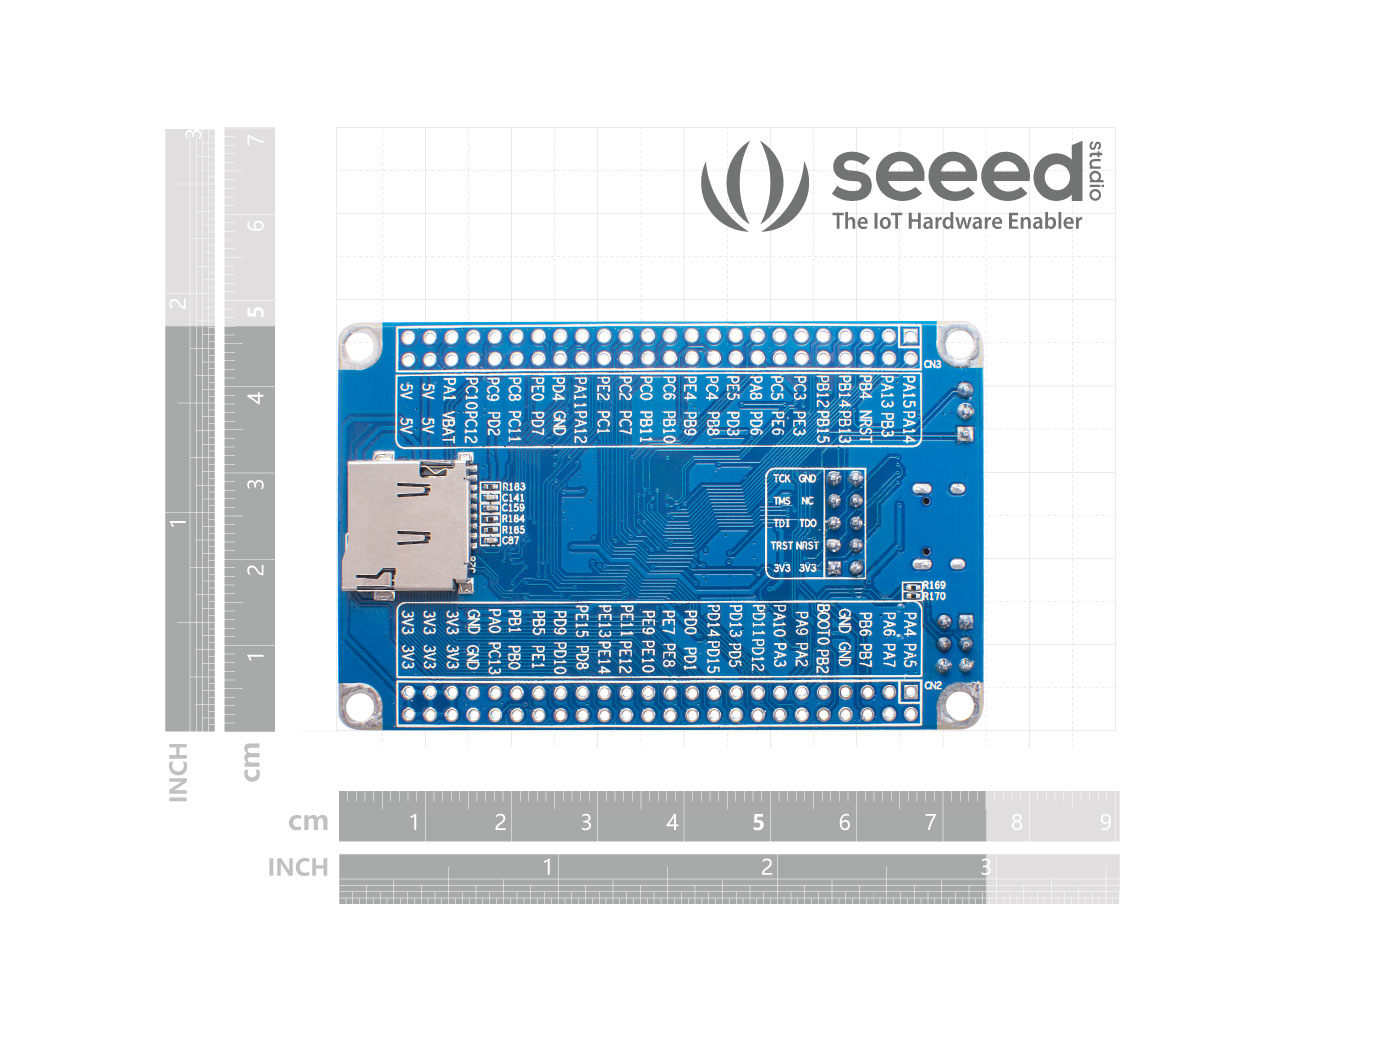 seeed
studio
The IoT Hardware Enabler
CN3
5V 5V
5V 5V
PA1 VBAT
PC10 PC12
PC9 PD2
PC8 PC11
PE0 PD7
PD4 GND
PA11 PA12
PE2 PC1
PC2 PC7
PC0 PB11
PC6 PB10
PE4 PB9
PC4 PB8
PE5 PD3
PA8 PD6
PC5 PE6
PC3 PE3
PB12 PB15
PB14 PB13
PB4 NRST
PA13 PB3
PA15 PA14
R183
C141
C159
R184
R185
C87
TCK GND
TMS NC
TDI TDO
TRST NRST
3V3 3V3
R169
R170
3V3 3V3
3V3 3V3
3V3 3V3
GND GND
PA0 PC13
PB1 PB0
PB5 PE1
PD9 PD10
PE15 PD8
PE13 PE14
PE11 PE12
PE9 PE10
PE7 PE8
PD0 PD1
PD14 PD15
PD13 PD5
PD11 PD12
PA10 PA3
PA9 PA2
BOOT0 PB2
GND GND
PB6 PB7
PA6 PA7
PA4 PA5
CN2
INCH 1 2 3
cm 1 2 3 4 5 6 7
cm 1 2 3 4 5 6 7 8 9
INCH 1 2 3